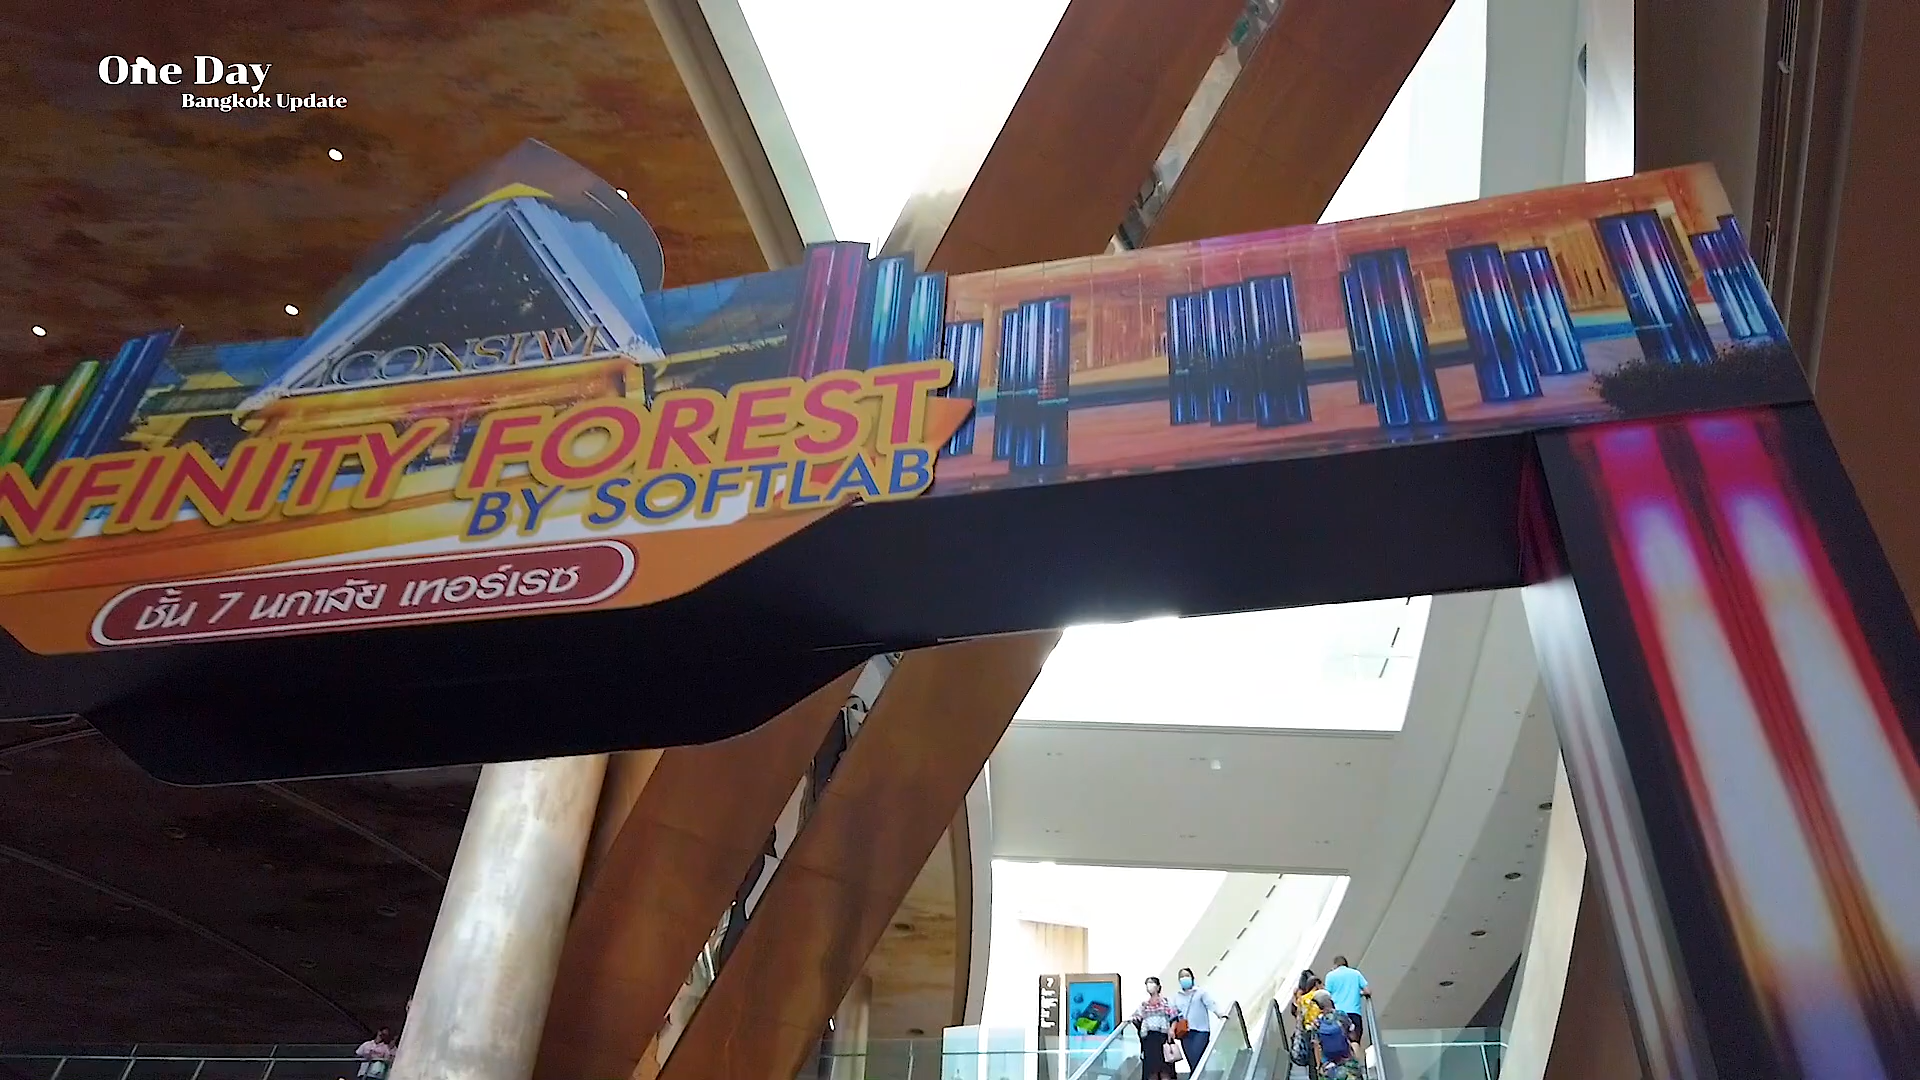 One Day
Bangkok Update
ICONSIAM
NFINITY FOREST
BY SOFTLAB
ชั้น 7 นภาลัย เทอร์เรซ